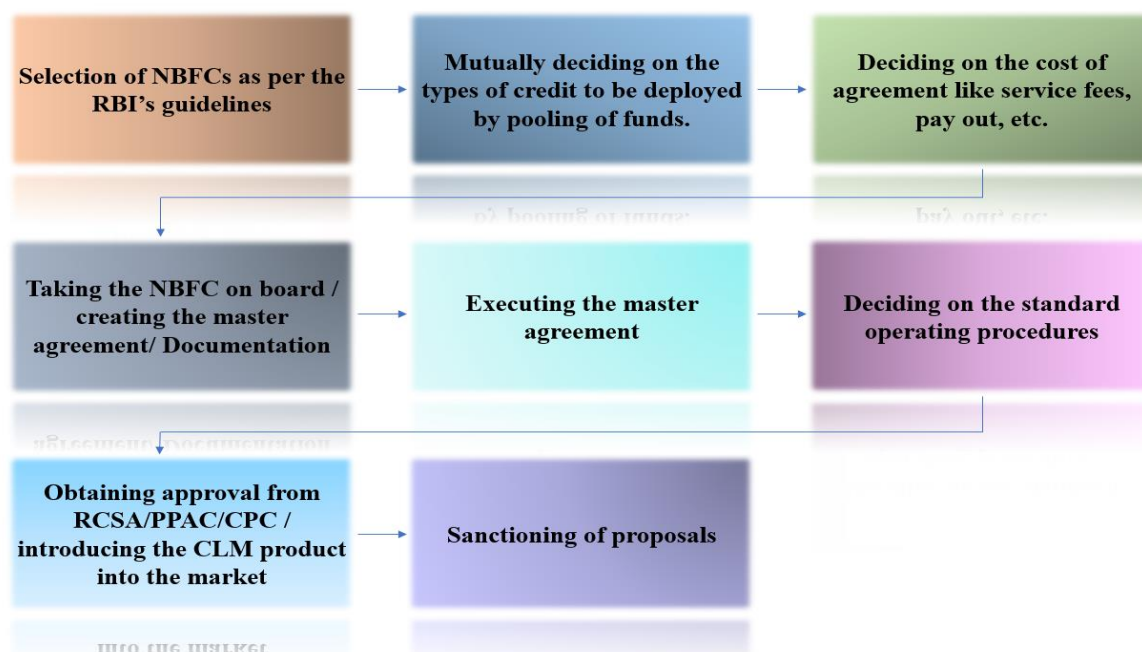 Selection of NBFCs as per the
RBI's guidelines
Mutually deciding on the
types of credit to be deployed
by pooling of funds.
Deciding on the cost of
agreement like service fees,
pay out, etc.
Taking the NBFC on board /
creating the master
agreement/ Documentation
Executing the master
agreement
Deciding on the standard
operating procedures
Obtaining approval from
RCSA/PPAC/CPC /
introducing the CLM product
into the market
Sanctioning of proposals